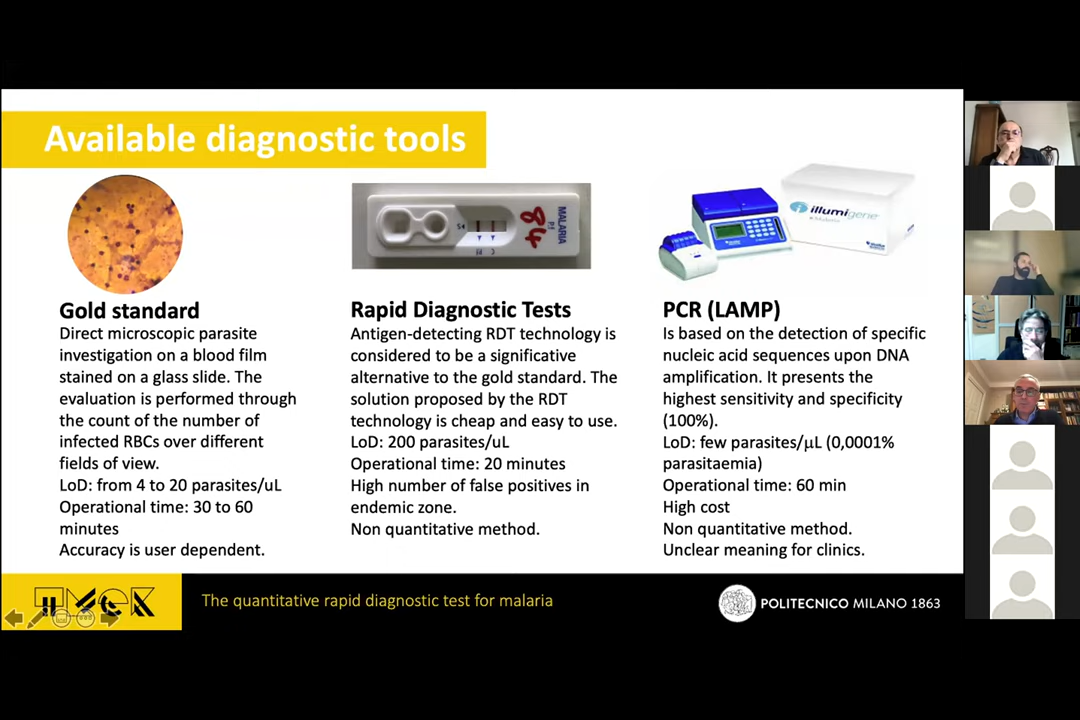 Available diagnostic tools
84
MALARIA
P.f
illumigene
Gold standard
Direct microscopic parasite
investigation on a blood film
stained on a glass slide. The
evaluation is performed through
the count of the number of
infected RBCs over different
fields of view.
LoD: from 4 to 20 parasites/uL
Operational time: 30 to 60
minutes
Accuracy is user dependent.
Rapid Diagnostic Tests
Antigen-detecting RDT technology is
considered to be a significative
alternative to the gold standard. The
solution proposed by the RDT
technology is cheap and easy to use.
LoD: 200 parasites/uL
Operational time: 20 minutes
High number of false positives in
endemic zone.
Non quantitative method.
PCR (LAMP)
Is based on the detection of specific
nucleic acid sequences upon DNA
amplification. It presents the
highest sensitivity and specificity
(100%).
LoD: few parasites/μL (0,0001%
parasitaemia)
Operational time: 60 min
High cost
Non quantitative method.
Unclear meaning for clinics.
The quantitative rapid diagnostic test for malaria
POLITECNICO MILANO 1863